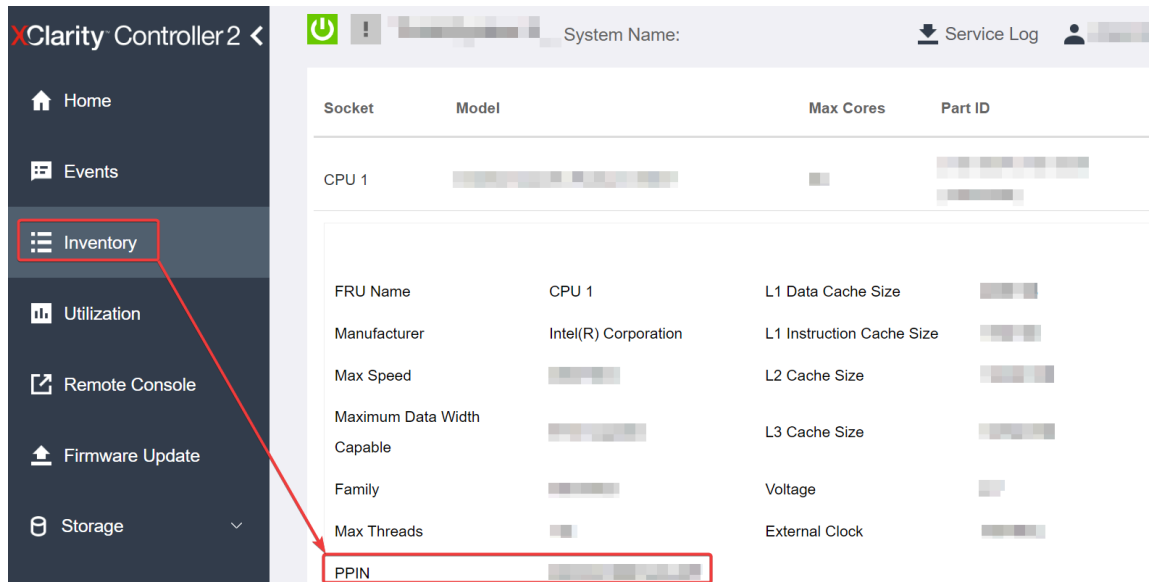 XClarity Controller 2
System Name:
Service Log
Home
Events
Inventory
Utilization
Remote Console
Firmware Update
Storage
Socket Model Max Cores Part ID
CPU 1
FRU Name CPU 1 L1 Data Cache Size
Manufacturer Intel(R) Corporation L1 Instruction Cache Size
Max Speed L2 Cache Size
Maximum Data Width
Capable
L3 Cache Size
Family Voltage
Max Threads External Clock
PPIN